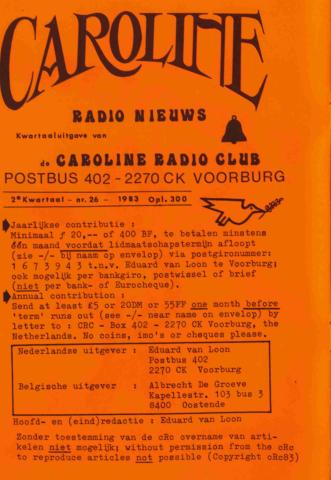 CAROLINE
RADIO NIEUWS
Kwartaaluitgave van
de CAROLINE RADIO CLUB
POSTBUS 402 - 2270 CK VOORBURG
2e Kwartaal - nr. 26 - 1983 Opl. 300
Jaarlijkse contributie :
Minimaal ƒ 20,-- of 400 BF, te betalen minstens
één maand voordat lidmaatschapstermijn afloopt
(zie -/- bij naam op envelop) via postgironummer:
1 6 7 3 9 4 3 t.n.v. Eduard van Loon te Voorburg;
ook mogelijk per bankgiro, postwissel of brief
(niet per bank- of Eurocheque).
Annual contribution :
Send at least £5 or 20DM or 55FF one month before
'term' runs out (see -/- near name on envelop) by
letter to : CRC - Box 402 - 2270 CK Voorburg, the
Netherlands. No coins, imo's or cheques please.
Nederlandse uitgever : Eduard van Loon
Postbus 402
2270 CK Voorburg
Belgische uitgever : Albrecht De Groeve
Kapellestr. 103 bus 3
8400 Oostende
Hoofd- en (eind)redactie : Eduard van Loon
Zonder toestemming van de cRc overname van arti-
kelen niet mogelijk; without permission from the cRc
to reproduce articles not possible (Copyright cRc83)